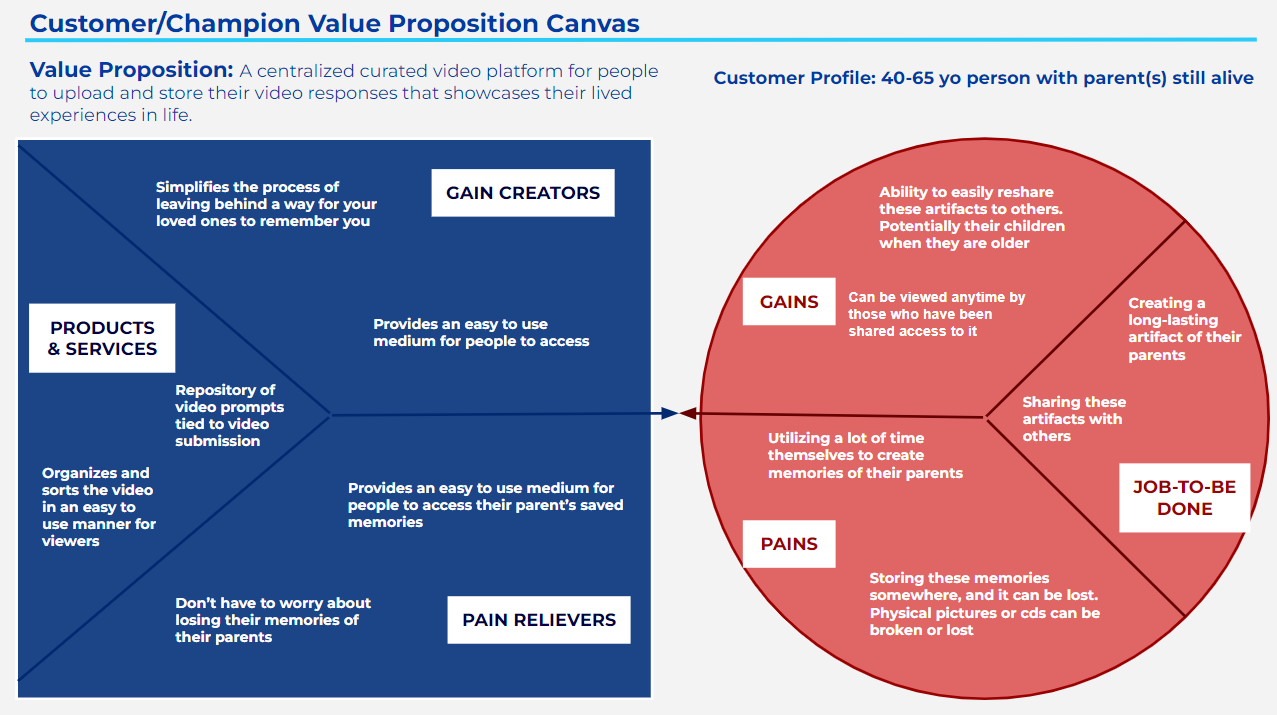 Customer/Champion Value Proposition Canvas
Value Proposition: A centralized curated video platform for people
to upload and store their video responses that showcases their lived
experiences in life.
Customer Profile: 40-65 yo person with parent(s) still alive
Simplifies the process of
leaving behind a way for your
loved ones to remember you
GAIN CREATORS
Provides an easy to use
medium for people to access
PRODUCTS
& SERVICES
Repository of
video prompts
tied to video
submission
Organizes and
sorts the video
in an easy to
use manner for
viewers
Provides an easy to use medium for
people to access their parent's saved
memories
Don't have to worry about
losing their memories of
their parents
PAIN RELIEVERS
Ability to easily reshare
these artifacts to others.
Potentially their children
when they are older
GAINS
Can be viewed anytime by
those who have been
shared access to it
Creating a
long-lasting
artifact of their
parents
Sharing these
artifacts with
others
JOB-TO-BE
DONE
Utilizing a lot of time
themselves to create
memories of their parents
PAINS
Storing these memories
somewhere, and it can be lost.
Physical pictures or cds can be
broken or lost